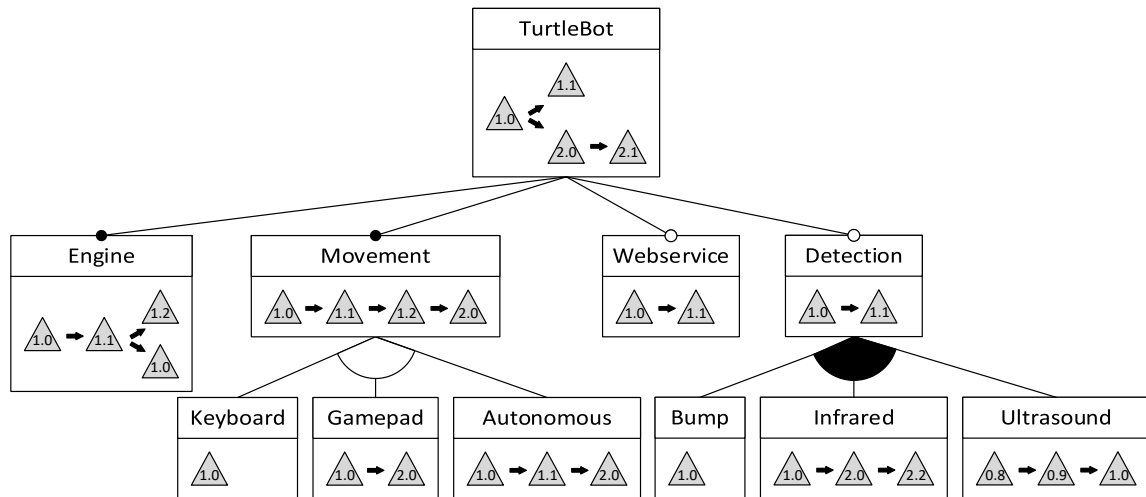 TurtleBot
1.1
1.0
2.0 2.1
Engine
1.2
1.0 1.1
1.0
Movement
1.0 1.1 1.2 2.0
Webservice
1.0 1.1
Detection
1.0 1.1
Keyboard
1.0
Gamepad
1.0 2.0
Autonomous
1.0 1.1 2.0
Bump
1.0
Infrared
1.0 2.0 2.2
Ultrasound
0.8 0.9 1.0